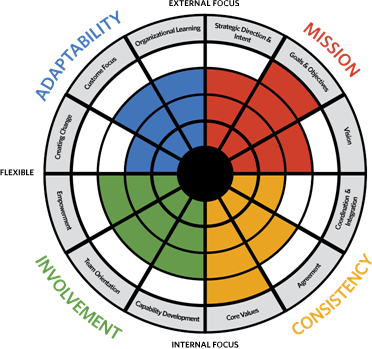 EXTERNAL FOCUS
ADAPTABILITY
MISSION
Organizational Learning
Strategic Direction &
Intent
Custome Focus
Goals & Objectives
Creating Change
Vision
FLEXIBLE
Empowerment
Coordination &
Integration
Team Orientation
Agreement
Capability Development
Core Values
INVOLVEMENT
CONSISTENCY
INTERNAL FOCUS